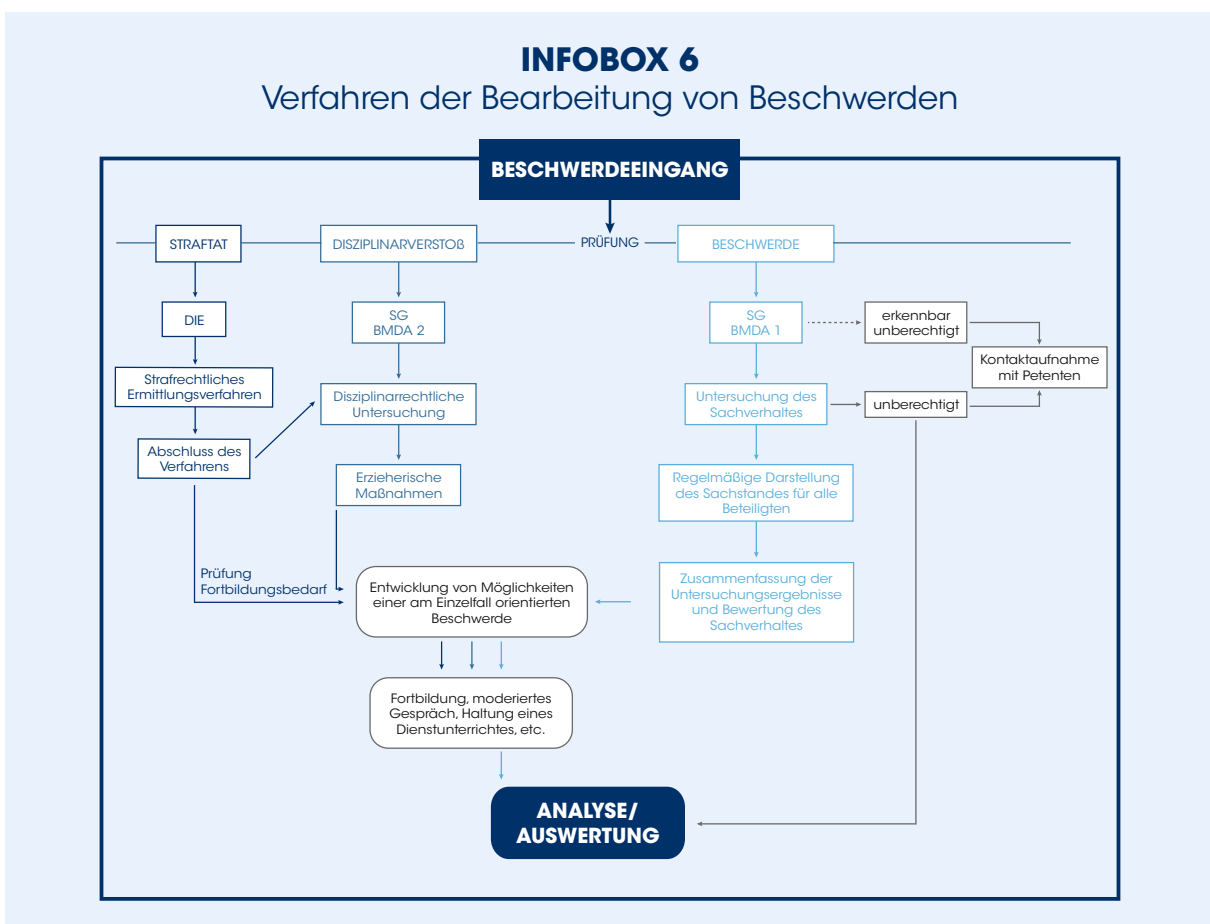 INFOBOX 6
Verfahren der Bearbeitung von Beschwerden
BESCHWERDEEINGANG
STRAFTAT
DISZIPLINARVERSTOß
PRÜFUNG
BESCHWERDE
DIE
SG
BMDA 2
SG
BMDA 1
erkennbar
unberechtigt
Kontaktaufnahme
mit Petenten
Strafrechtliches
Ermittlungsverfahren
Disziplinarrechtliche
Untersuchung
Untersuchung des
Sachverhaltes
unberechtigt
Abschluss des
Verfahrens
Erzieherische
Maßnahmen
Regelmäßige Darstellung
des Sachstandes für alle
Beteiligten
Prüfung
Fortbildungsbedarf
Entwicklung von Möglichkeiten
einer am Einzelfall orientierten
Beschwerde
Zusammenfassung der
Untersuchungsergebnisse
und Bewertung des
Sachverhaltes
Fortbildung, moderiertes
Gespräch, Haltung eines
Dienstunterrichtes, etc.
ANALYSE/
AUSWERTUNG